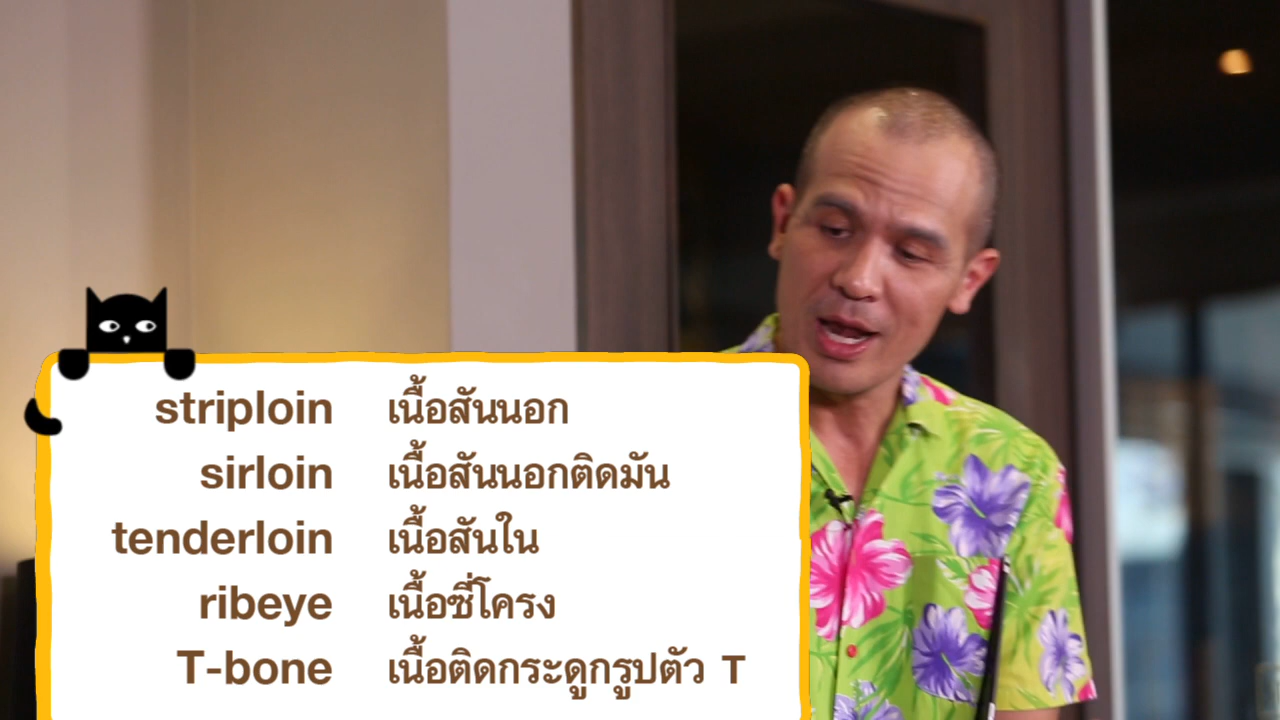 striploin เนื้อสันนอก
sirloin เนื้อสันนอกติดมัน
tenderloin เนื้อสันใน
ribeye เนื้อซี่โครง
T-bone เนื้อติดกระดูกรูปตัว T